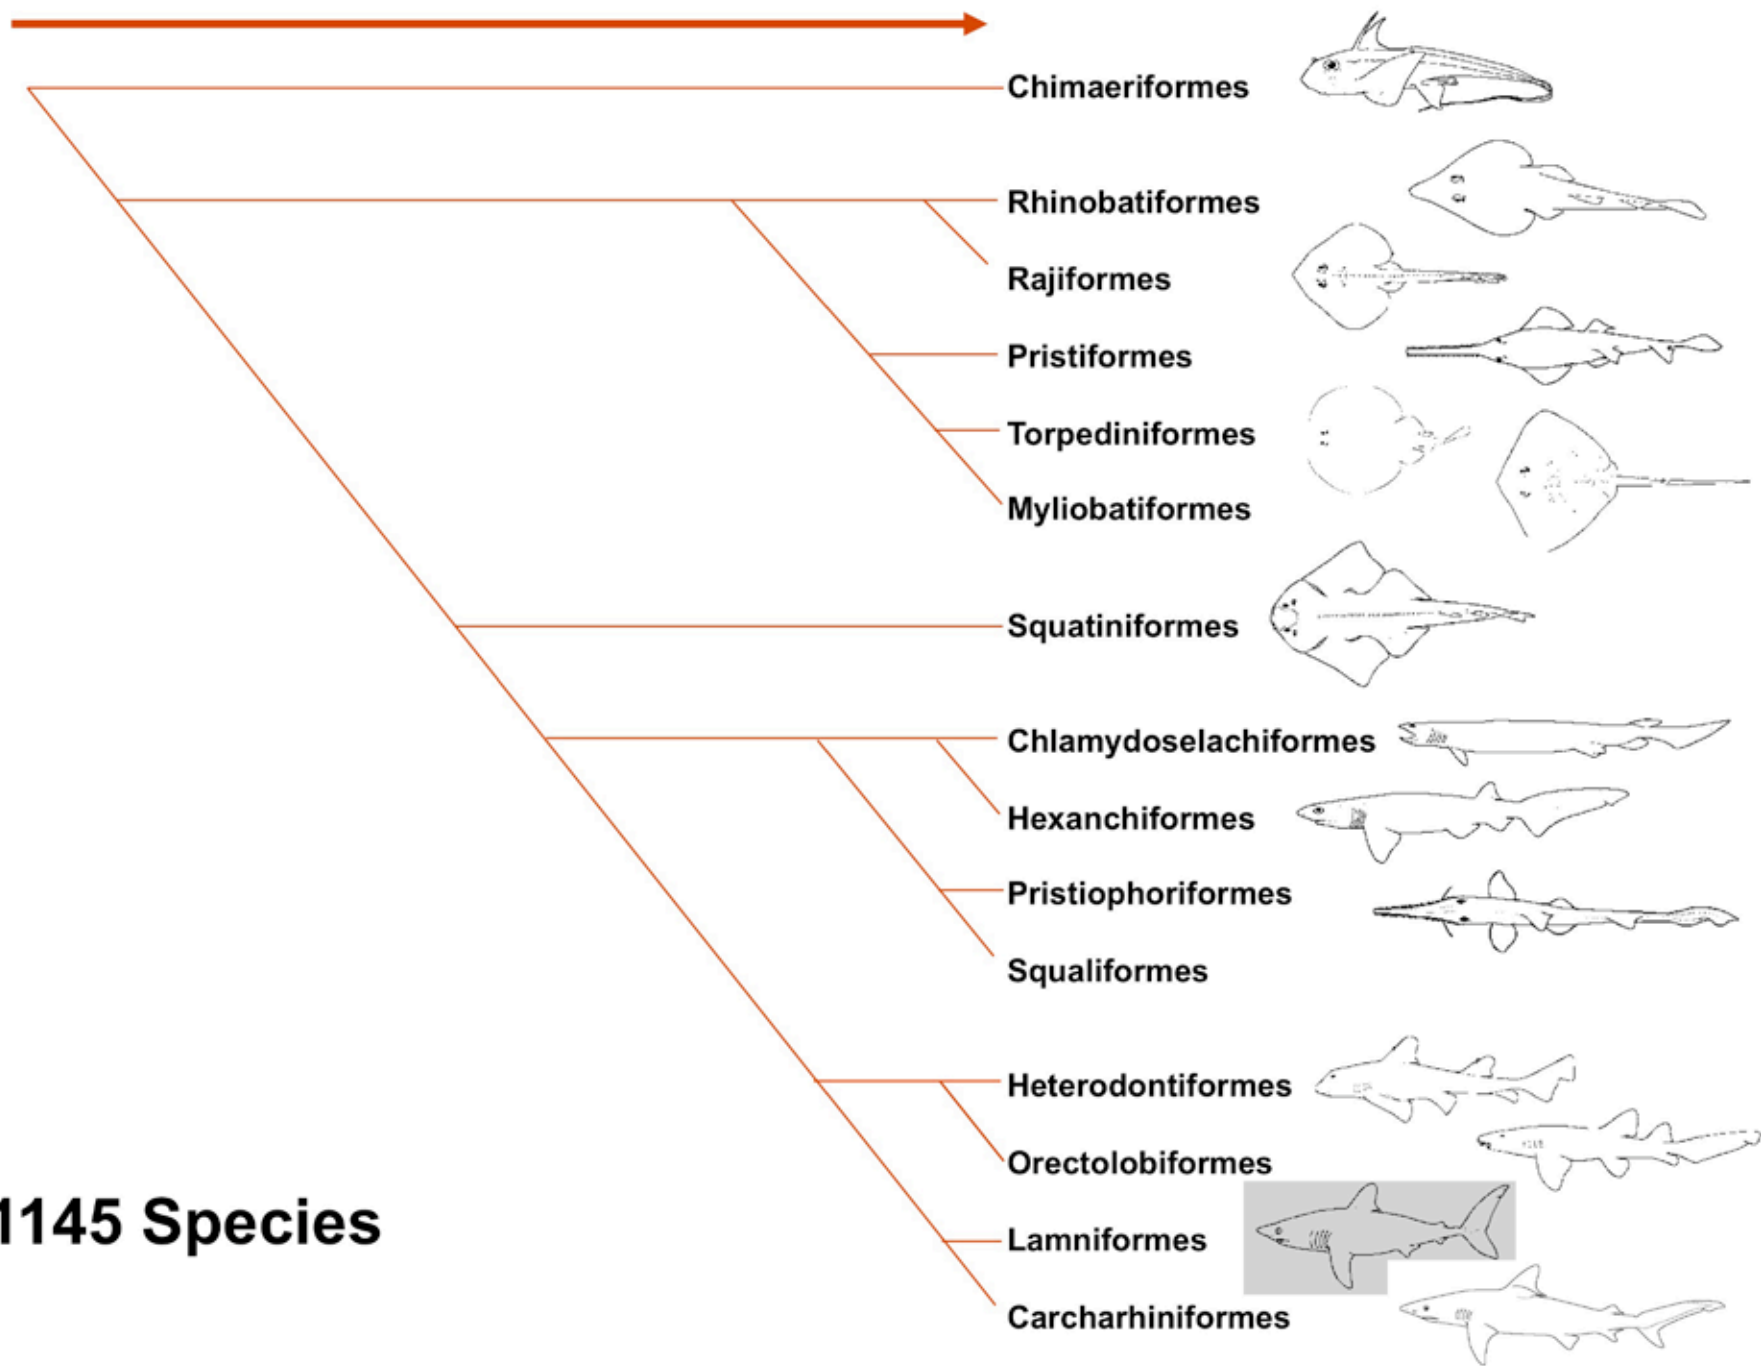 Chimaeriformes
Rhinobatiformes
Rajiformes
Pristiformes
Torpediniformes
Myliobatiformes
Squatiniformes
Chlamydoselachiformes
Hexanchiformes
Pristiophoriformes
Squaliformes
Heterodontiformes
Orectolobiformes
1145 Species
Lamniformes
Carcharhiniformes